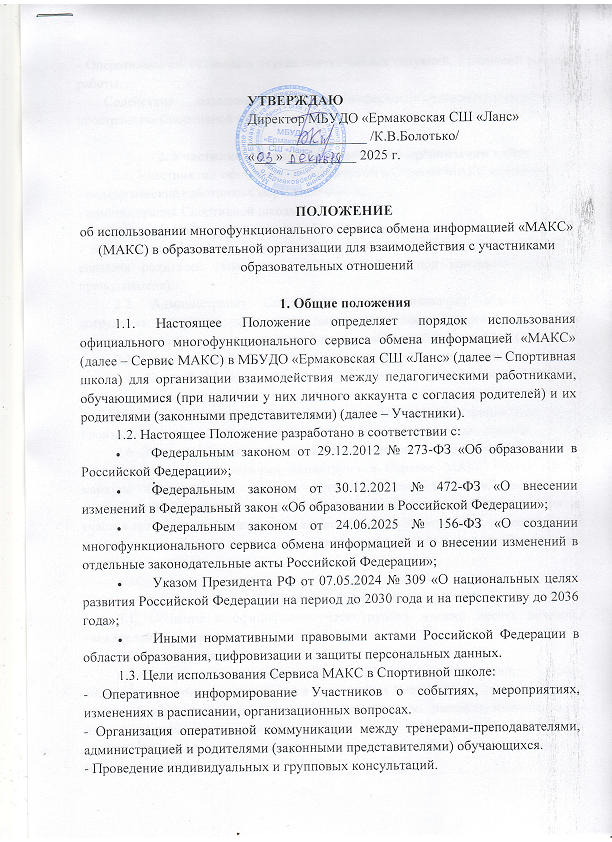 УТВЕРЖДАЮ
Директор МБУДО «Ермаковская СШ «Ланс»
/К.В.Болотько/
«03» декабря 2025 г.
МБУДО
«Ермаковская
СШ «Ланс»
ПОЛОЖЕНИЕ
об использовании многофункционального сервиса обмена информацией «МАКС»
(МАКС) в образовательной организации для взаимодействия с участниками
образовательных отношений
1. Общие положения
1.1. Настоящее Положение определяет порядок использования
официального многофункционального сервиса обмена информацией «МАКС»
(далее – Сервис МАКС) в МБУДО «Ермаковская СШ «Ланс» (далее – Спортивная
школа) для организации взаимодействия между педагогическими работниками,
обучающимися (при наличии у них личного аккаунта с согласия родителей) и их
родителями (законными представителями) (далее – Участники).
1.2. Настоящее Положение разработано в соответствии с:
• Федеральным законом от 29.12.2012 № 273-ФЗ «Об образовании в
Российской Федерации»;
• Федеральным законом от 30.12.2021 № 472-ФЗ «О внесении
изменений в Федеральный закон «Об образовании в Российской Федерации»;
• Федеральным законом от 24.06.2025 № 156-ФЗ «О создании
многофункционального сервиса обмена информацией и о внесении изменений в
отдельные законодательные акты Российской Федерации»;
• Указом Президента РФ от 07.05.2024 № 309 «О национальных целях
развития Российской Федерации на период до 2030 года и на перспективу до 2036
года»;
• Иными нормативными правовыми актами Российской Федерации в
области образования, цифровизации и защиты персональных данных.
1.3. Цели использования Сервиса МАКС в Спортивной школе:
- Оперативное информирование Участников о событиях, мероприятиях,
изменениях в расписании, организационных вопросах.
- Организация оперативной коммуникации между тренерами-преподавателями,
администрацией и родителями (законными представителями) обучающихся.
- Проведение индивидуальных и групповых консультаций.